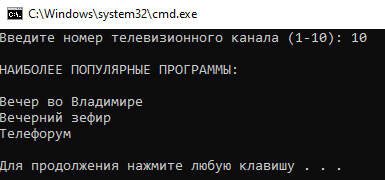 C:\Windows\system32\cmd.exe
Введите номер телевизионного канала (1-10): 10
НАИБОЛЕЕ ПОПУЛЯРНЫЕ ПРОГРАММЫ:
Вечер во Владимире
Вечерний зефир
Телефорум
Для продолжения нажмите любую клавишу . . .